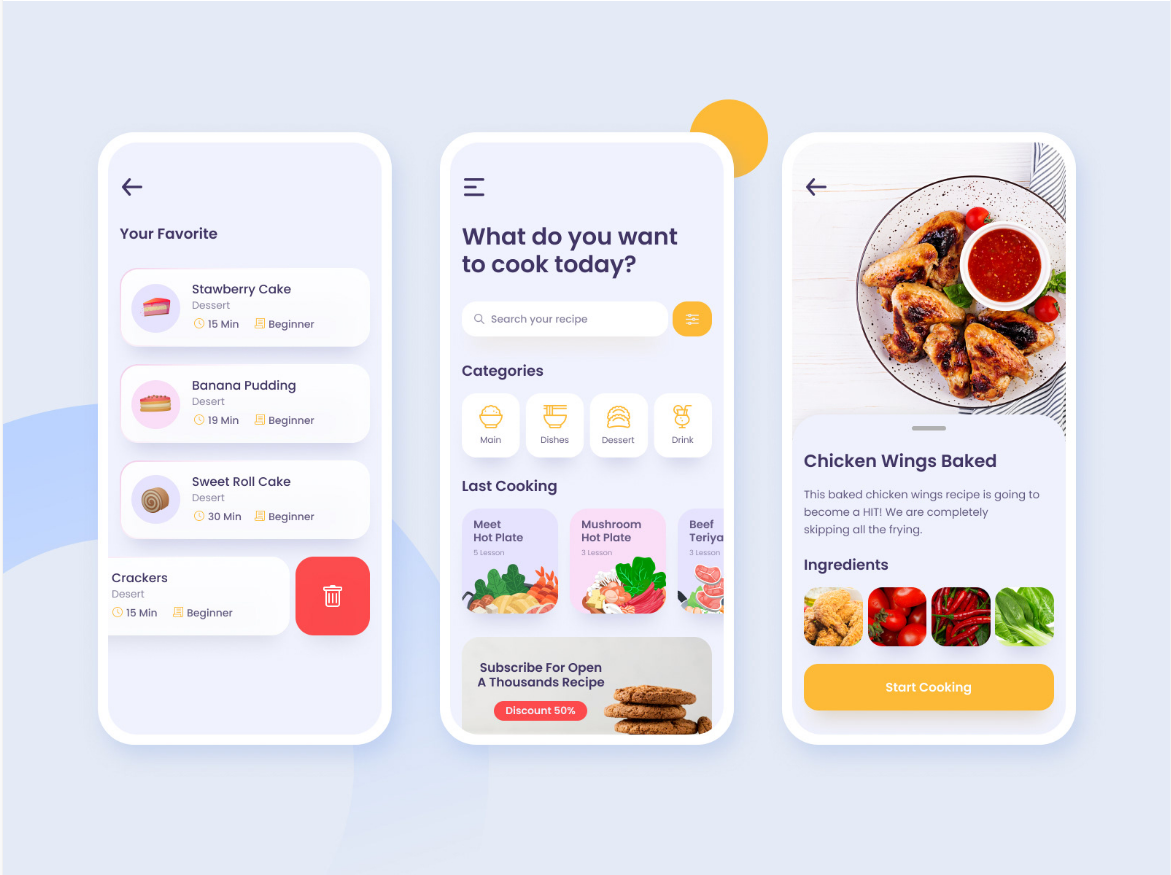 Your Favorite
Stawberry Cake
Dessert
15 Min
Beginner
Banana Pudding
Desert
19 Min
Beginner
Sweet Roll Cake
Desert
30 Min
Beginner
Crackers
Desert
15 Min
Beginner
What do you want
to cook today?
Search your recipe
Categories
Main
Dishes
Dessert
Drink
Last Cooking
Meet
Hot Plate
5 Lesson
Mushroom
Hot Plate
3 Lesson
Beef
Teriya
3 Lesson
Subscribe For Open
A Thousands Recipe
Discount 50%
Chicken Wings Baked
This baked chicken wings recipe is going to
become a HIT! We are completely
skipping all the frying.
Ingredients
Start Cooking